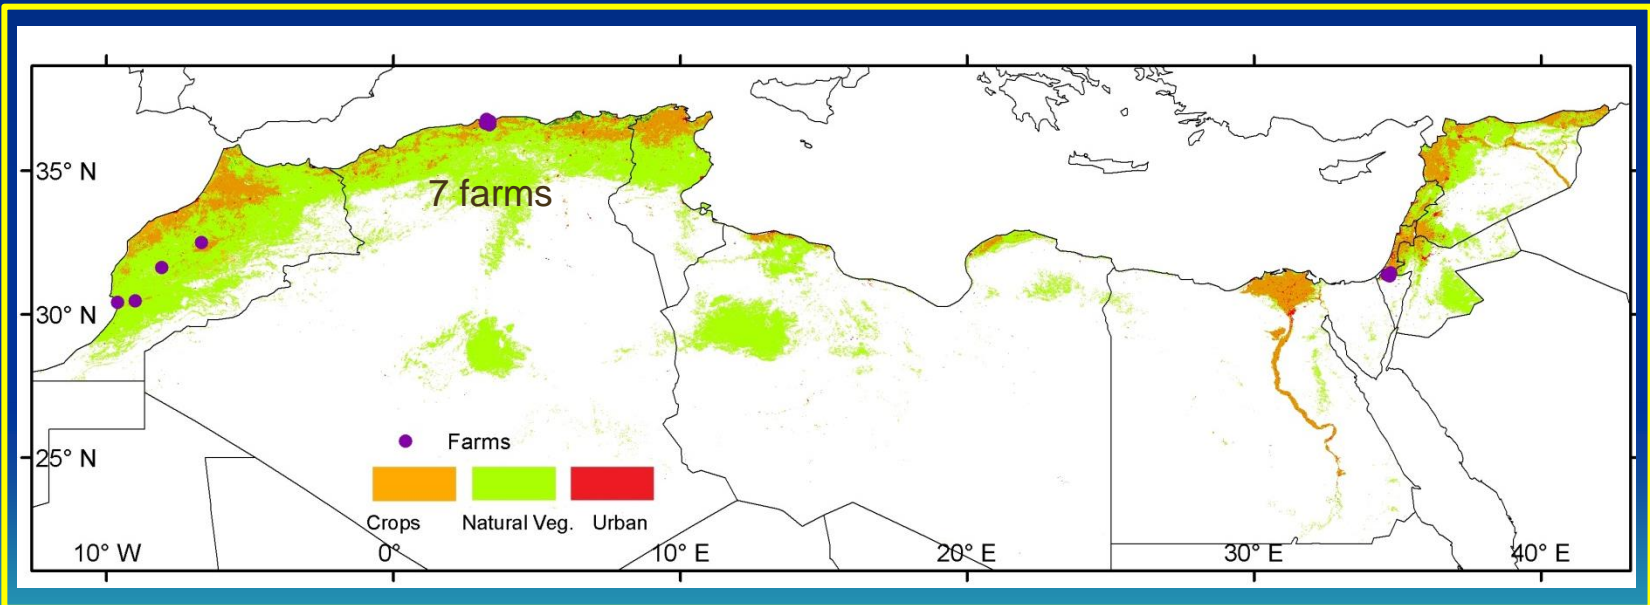 35° N
7 farms
30° N
Farms
25° N
Crops Natural Veg. Urban
10° W 0° 10° E 20° E 30° E 40° E